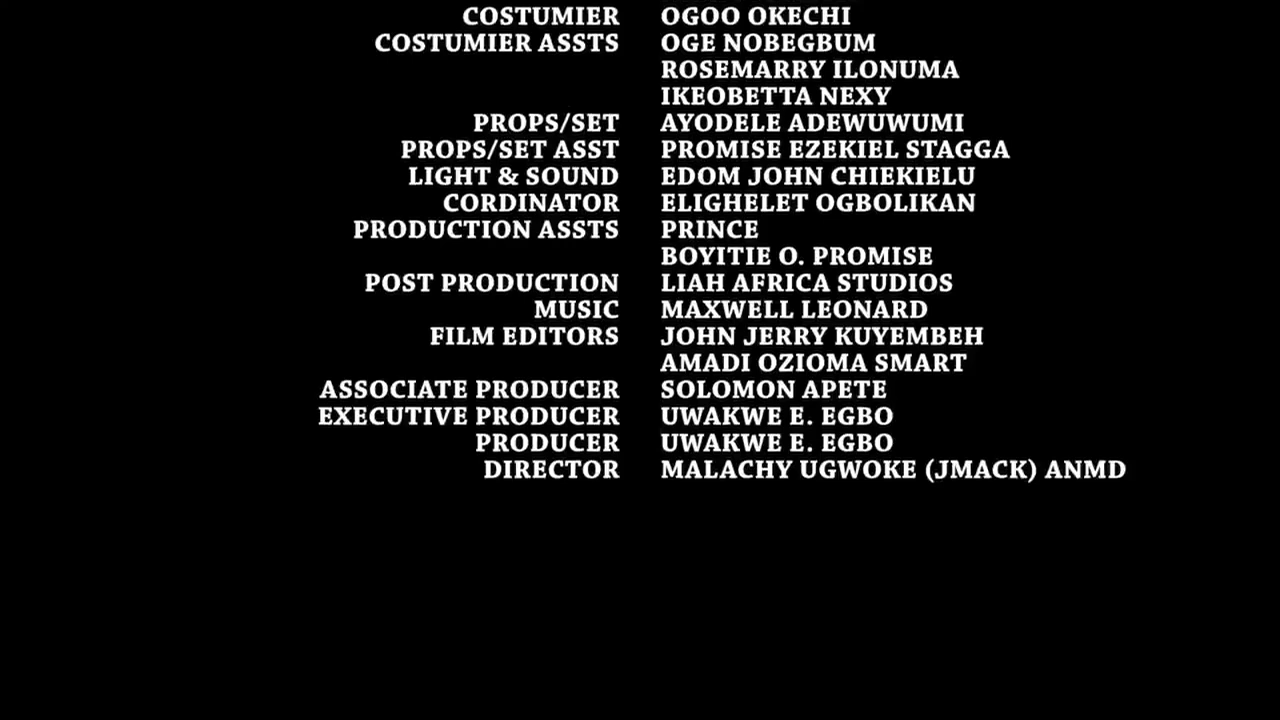 COSTUMIER OGOO OKECHI
COSTUMIER ASSTS OGE NOBEGBUM
ROSEMARRY ILONUMA
IKEOBETTA NEXY
PROPS/SET AYODELE ADEWUWUMI
PROPS/SET ASST PROMISE EZEKIEL STAGGA
LIGHT & SOUND EDOM JOHN CHIEKIELU
CORDINATOR ELIGHELET OGBOLIKAN
PRODUCTION ASSTS PRINCE
BOYITIE O. PROMISE
POST PRODUCTION LIAH AFRICA STUDIOS
MUSIC MAXWELL LEONARD
FILM EDITORS JOHN JERRY KUYEMBEH
AMADI OZIOMA SMART
ASSOCIATE PRODUCER SOLOMON APETE
EXECUTIVE PRODUCER UWAKWE E. EGBO
PRODUCER UWAKWE E. EGBO
DIRECTOR MALACHY UGWOKE (JMACK) ANMD